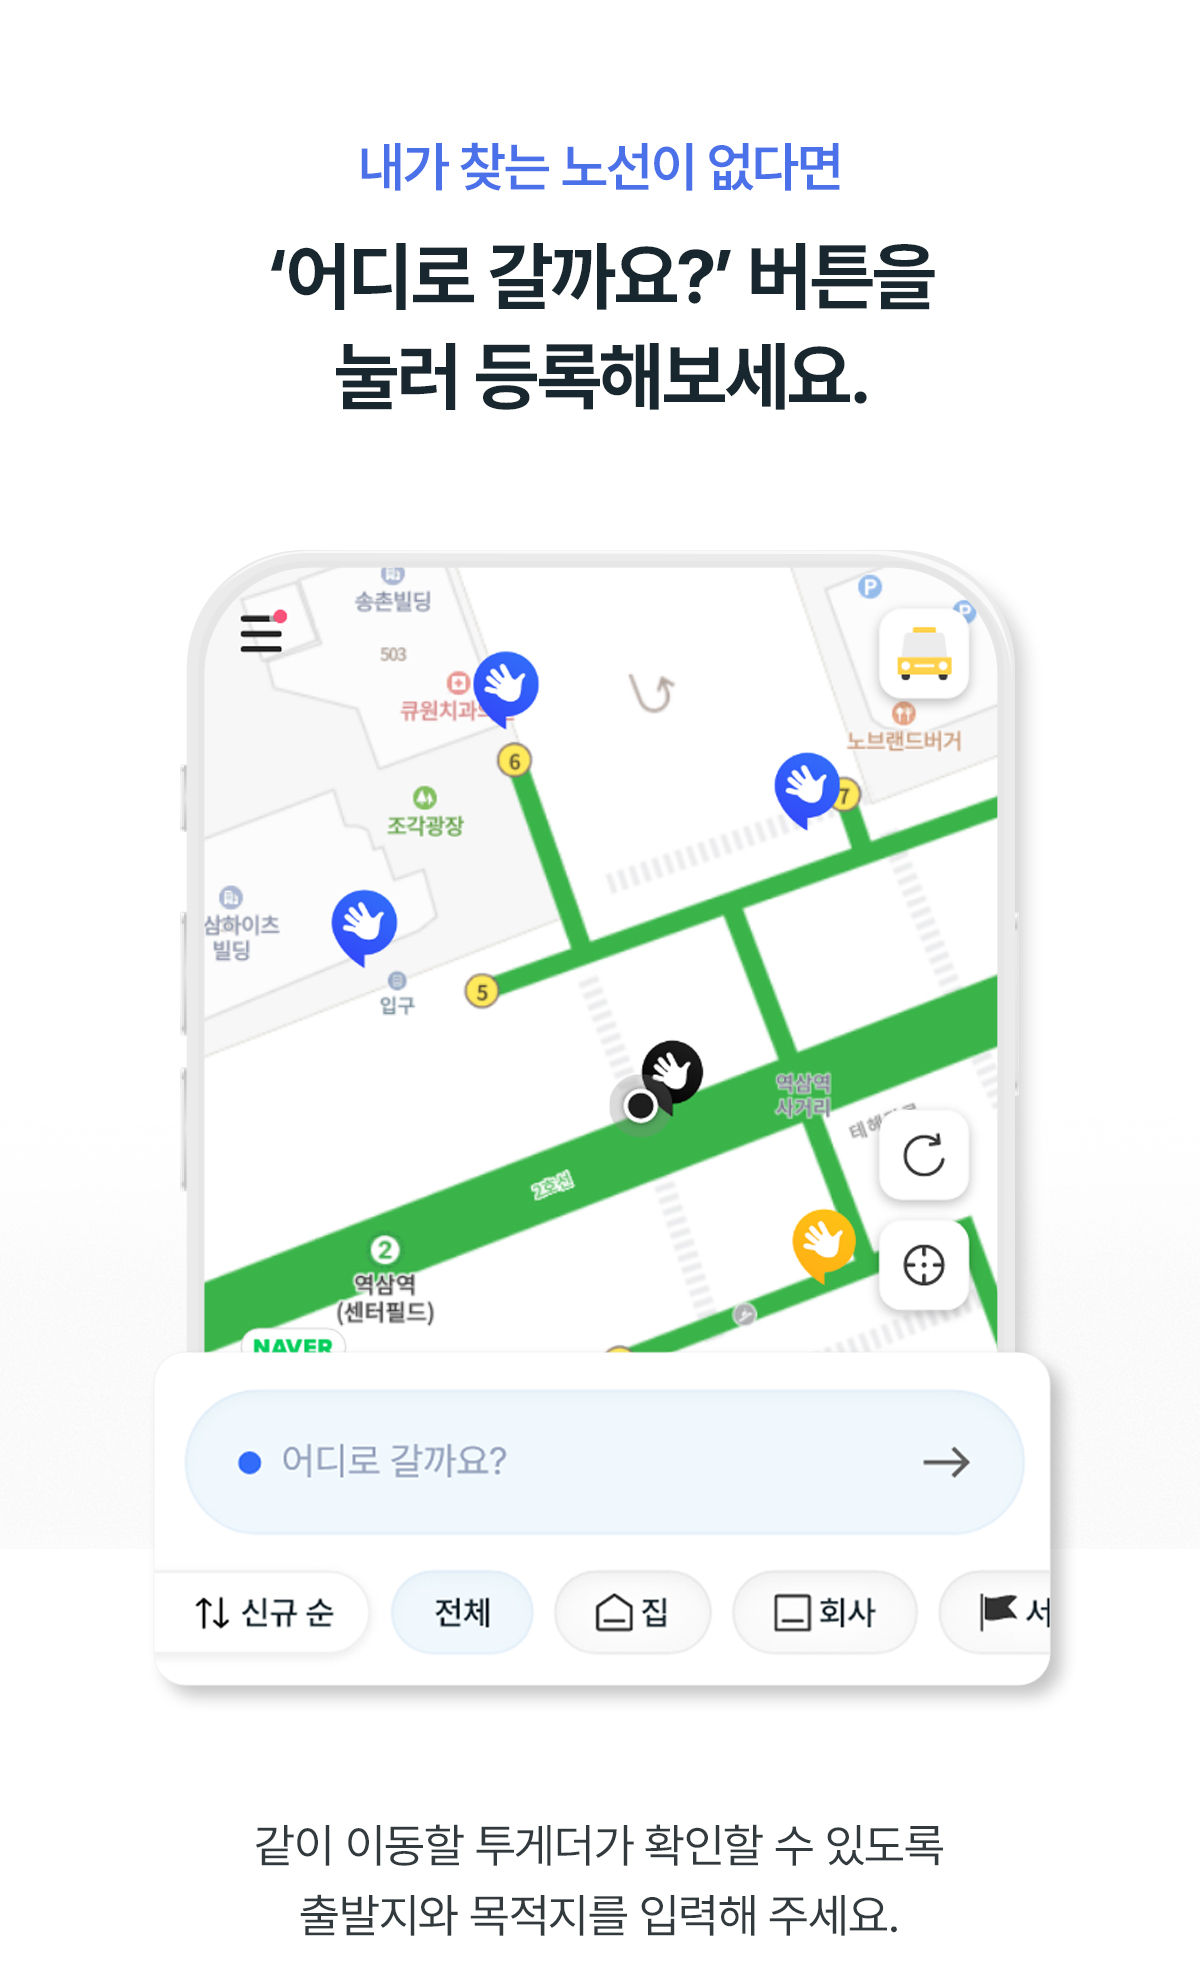 내가 찾는 노선이 없다면
‘어디로 갈까요?’ 버튼을
눌러 등록해보세요.
송촌빌딩
503
P
P
큐원치과
노브랜드버거
6
7
조각광장
삼하이츠
빌딩
입구
5
역삼역
사거리
테헤
2호선
2
역삼역
(센터필드)
NAVER
어디로 갈까요?
신규 순
전체
집
회사
서
같이 이동할 투게더가 확인할 수 있도록
출발지와 목적지를 입력해 주세요.